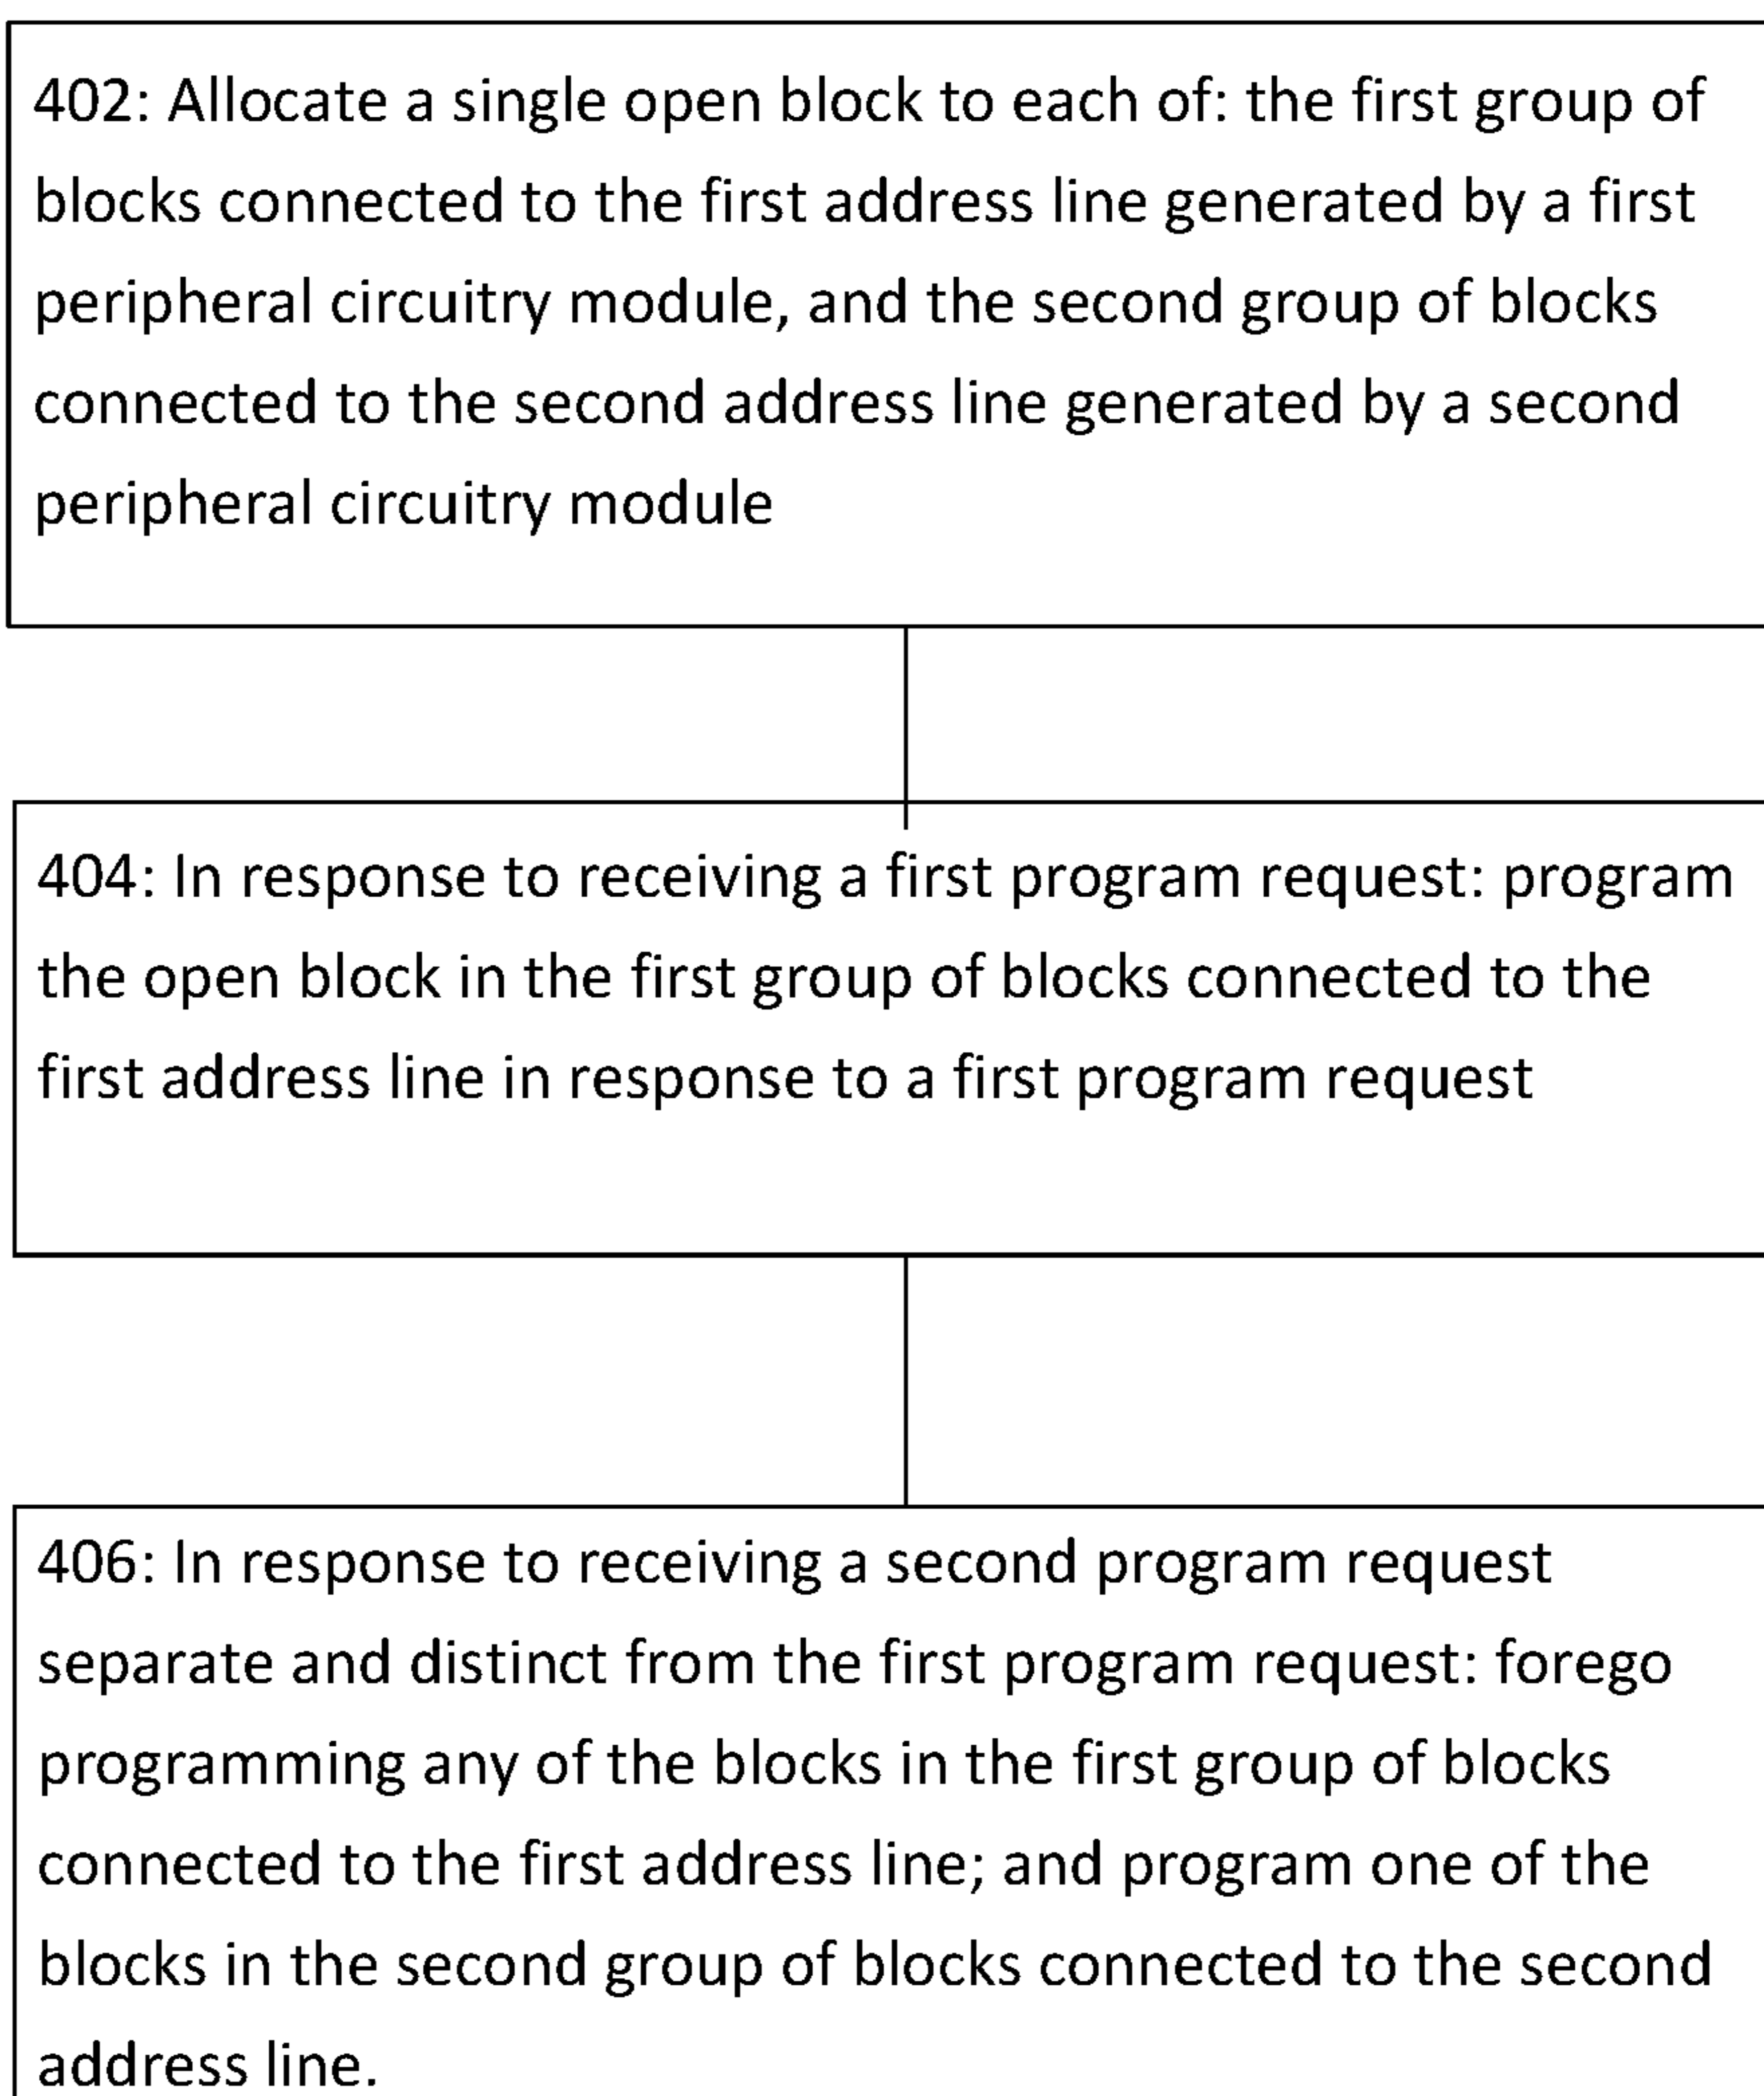 402: Allocate a single open block to each of: the first group of
blocks connected to the first address line generated by a first
peripheral circuitry module, and the second group of blocks
connected to the second address line generated by a second
peripheral circuitry module
404: In response to receiving a first program request: program
the open block in the first group of blocks connected to the
first address line in response to a first program request
406: In response to receiving a second program request
separate and distinct from the first program request: forego
programming any of the blocks in the first group of blocks
connected to the first address line; and program one of the
blocks in the second group of blocks connected to the second
address line.